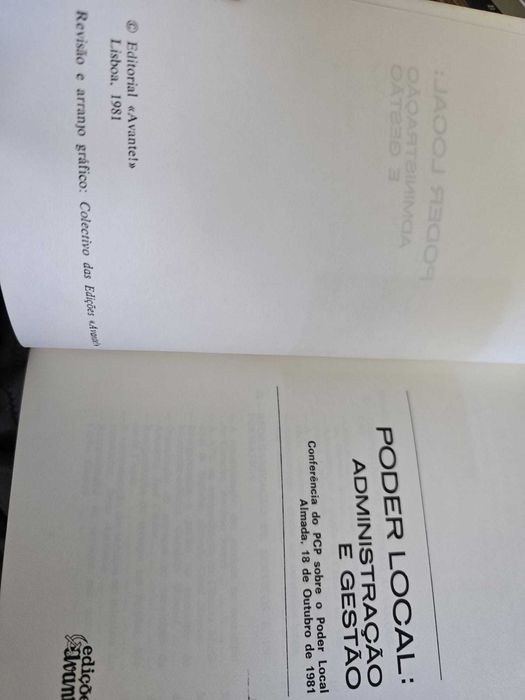 © Editorial «Avante!»
Lisboa, 1981
Revisão e arranjo gráfico: Colectivo das Edições «Avante!»
PODER LOCAL:
ADMINISTRAÇÃO
E GESTÃO
PODER LOCAL:
ADMINISTRAÇÃO
E GESTÃO
Conferência do PCP sobre o Poder Local
Almada, 18 de Outubro de 1981